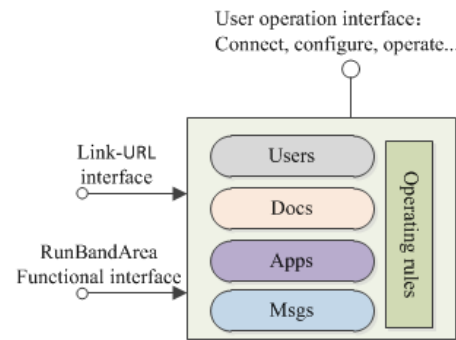 User operation interface：
Connect, configure, operate...
Link-URL
interface
RunBandArea
Functional interface
Users
Docs
Apps
Msgs
Operating rules